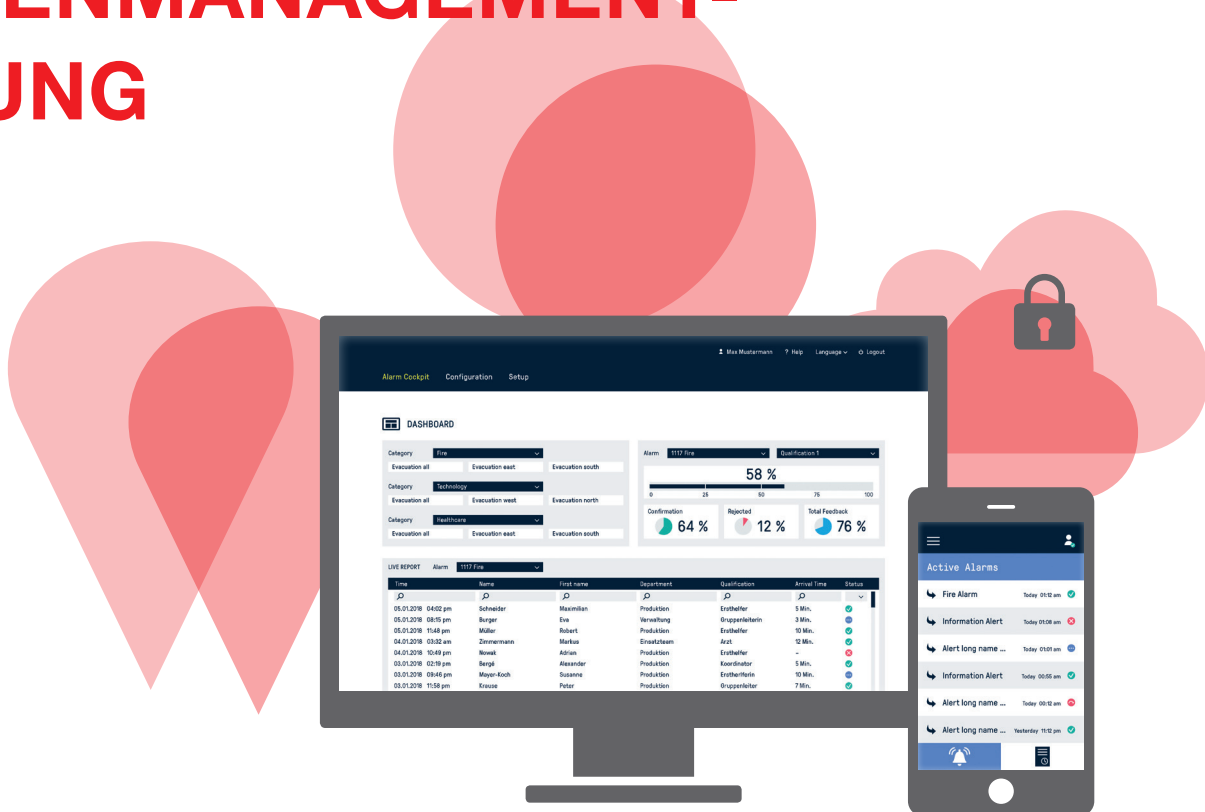 ENMANAGEMENT-
UNG
Max Mustermann ? Help Language Logout
Alarm Cockpit Configuration Setup
DASHBOARD
Category Fire
Evacuation all Evacuation east Evacuation south
Category Technology
Evacuation all Evacuation west Evacuation north
Category Healthcare
Evacuation all Evacuation east Evacuation south
Alarm 1117 Fire Qualification 1
58 %
0 25 50 75 100
Confirmation Rejected Total Feedback
64 % 12 % 76 %
LIVE REPORT Alarm 1117 Fire
Time Name First name Department Qualification Arrival Time Status
05.01.2018 04:02 pm Schneider Maximilian Produktion Ersthelfer 5 Min.
05.01.2018 08:15 pm Burger Eva Verwaltung Gruppenleiterin 3 Min.
05.01.2018 11:48 pm Müller Robert Produktion Ersthelfer 10 Min.
04.01.2018 03:32 am Zimmermann Markus Einsatzteam Arzt 12 Min.
04.01.2018 10:49 pm Nowak Adrian Produktion Ersthelfer –
03.01.2018 02:19 pm Bergé Alexander Produktion Koordinator 5 Min.
03.01.2018 09:46 pm Mayer-Koch Susanne Produktion Erstherlferin 10 Min.
03.01.2018 11:58 pm Krause Peter Produktion Gruppenleiter 7 Min.
Active Alarms
Fire Alarm Today 01:12 am
Information Alert Today 01:08 am
Alert long name ... Today 01:01 am
Information Alert Today 00:55 am
Alert long name ... Today 00:12 am
Alert long name ... Yesterday 11:12 pm